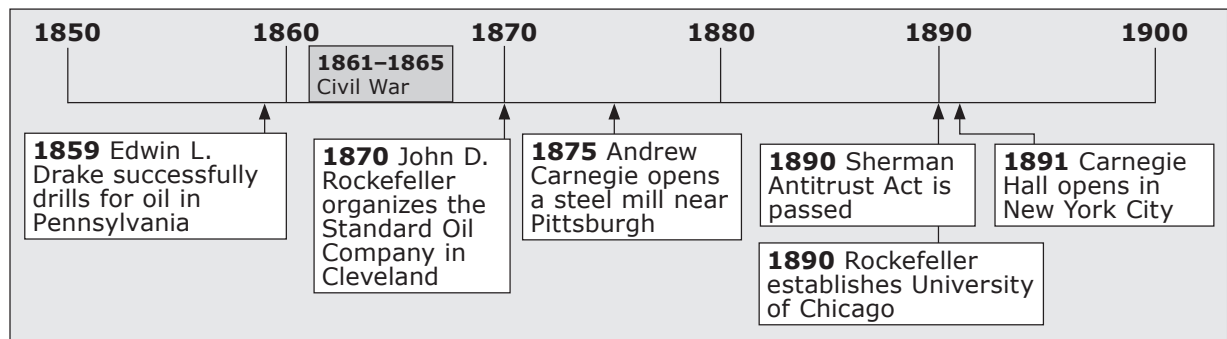 1850 1860 1870 1880 1890 1900
1861–1865
Civil War
1859 Edwin L.
Drake successfully
drills for oil in
Pennsylvania
1870 John D.
Rockefeller
organizes the
Standard Oil
Company in
Cleveland
1875 Andrew
Carnegie opens
a steel mill near
Pittsburgh
1890 Sherman
Antitrust Act is
passed
1890 Rockefeller
establishes University
of Chicago
1891 Carnegie
Hall opens in
New York City